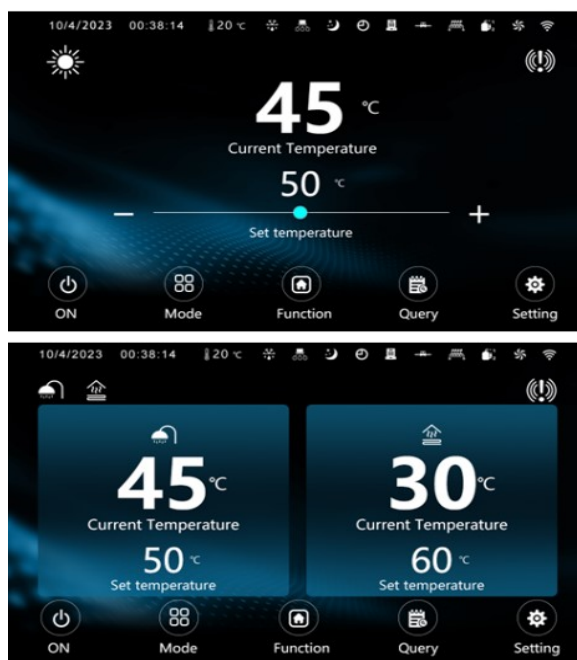 10/4/2023 00:38:14 20 ℃
45 ℃
Current Temperature
50 ℃
− +
Set temperature
ON Mode Function Query Setting
10/4/2023 00:38:14 20 ℃
45 ℃ 30 ℃
Current Temperature Current Temperature
50 ℃ 60 ℃
Set temperature Set temperature
ON Mode Function Query Setting